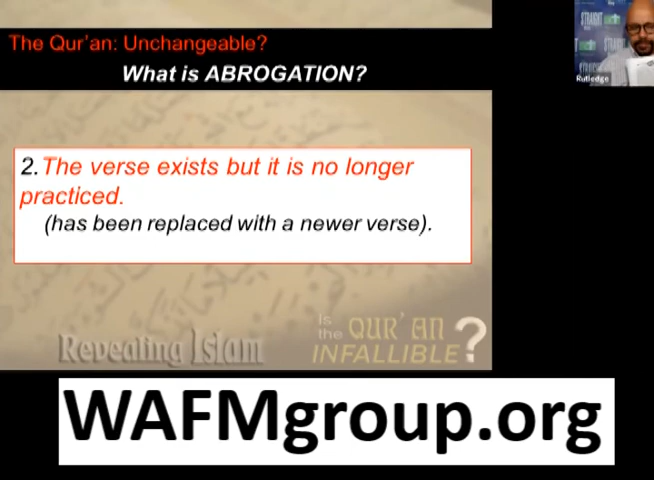 The Qur'an: Unchangeable?
What is ABROGATION?
2. The verse exists but it is no longer
practiced.
(has been replaced with a newer verse).
Revealing Islam
Is
the QUR'AN
INFALLIBLE?
WAFMgroup.org
STRAIGHT
Rutledge